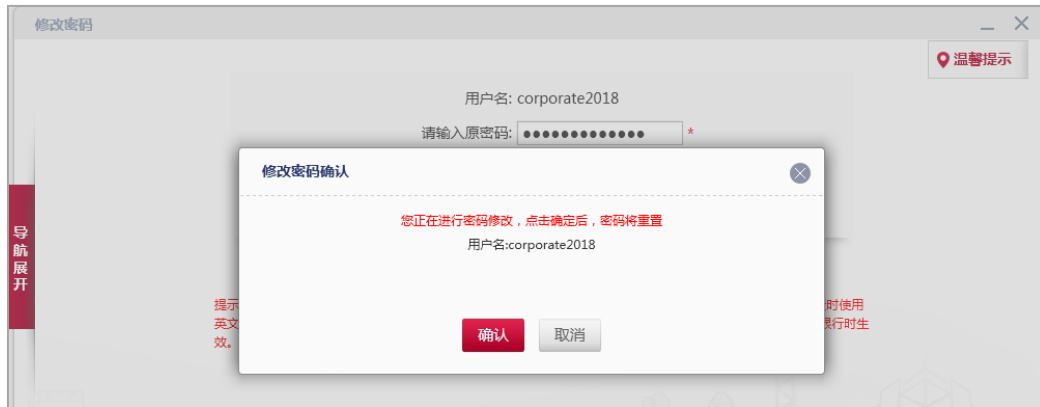 修改密码
温馨提示
用户名: corporate2018
请输入原密码: ●●●●●●●●●●●●● *
修改密码确认
您正在进行密码修改，点击确定后，密码将重置
用户名:corporate2018
导航展开
提示
时使用
英文
银行时生
效。
确认 取消